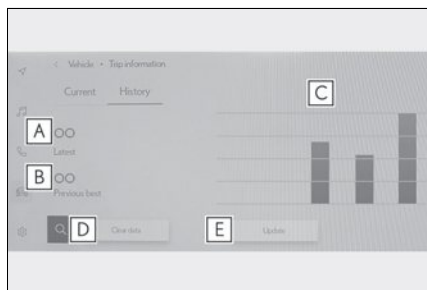 < Vehicle • Trip information
Current History
C
A
OO
Latest
B
OO
Previous best
D Clear data
E Update